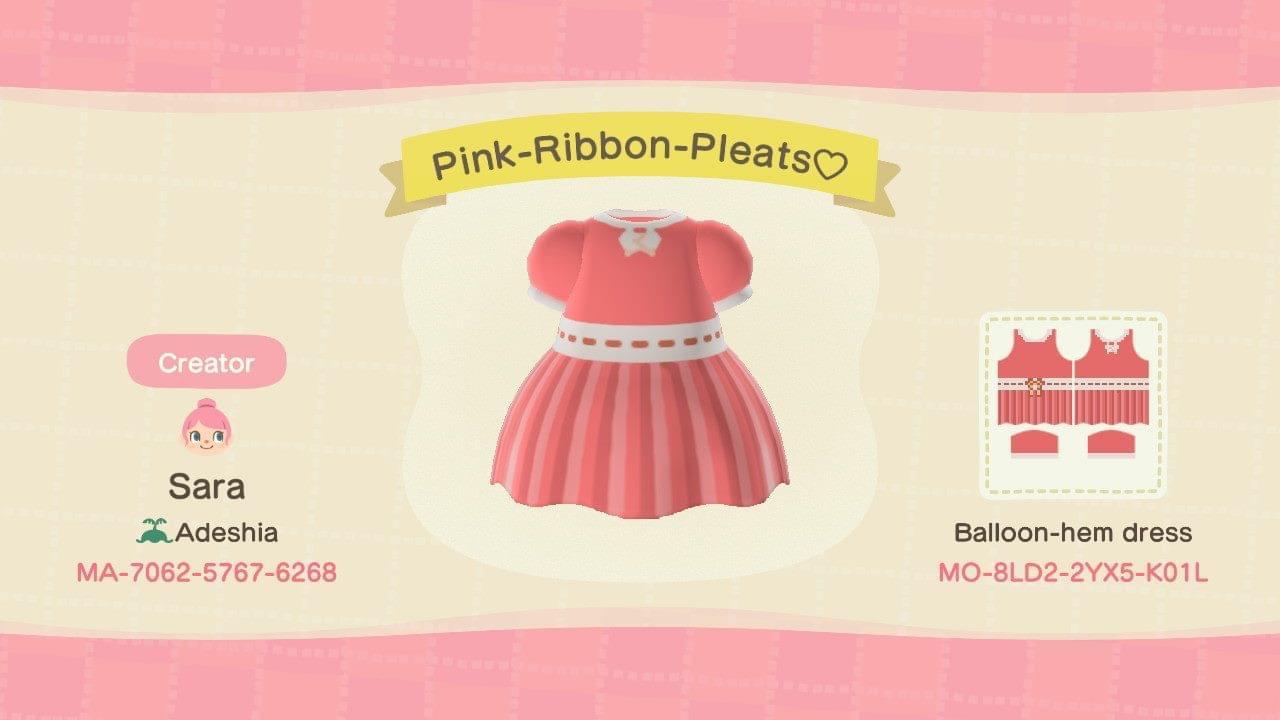 Pink-Ribbon-Pleats♡
Creator
Sara
Adeshia
MA-7062-5767-6268
Balloon-hem dress
MO-8LD2-2YX5-K01L